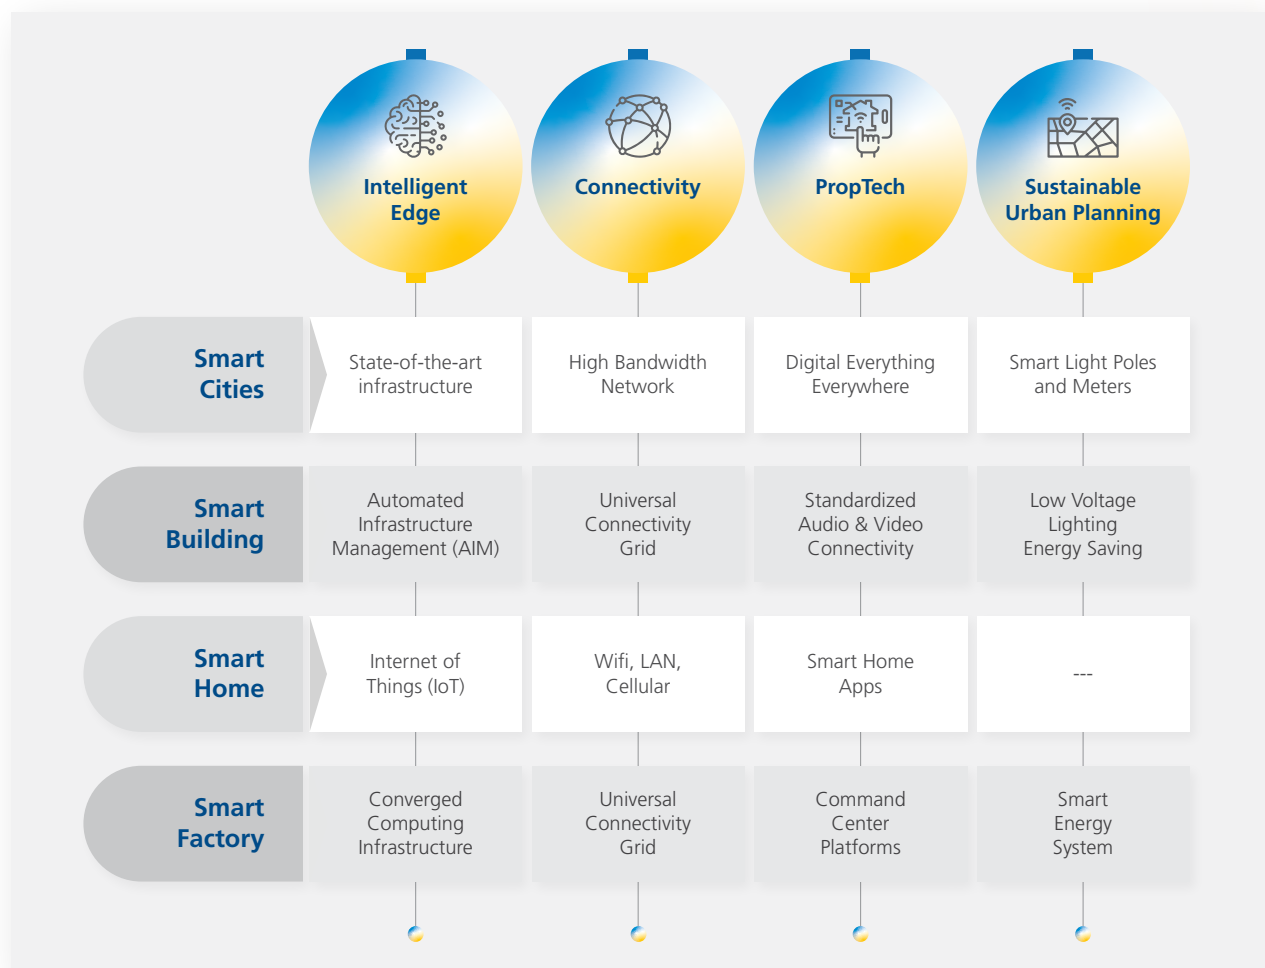 Intelligent
Edge
Connectivity
PropTech
Sustainable
Urban Planning
Smart
Cities
State-of-the-art
infrastructure
High Bandwidth
Network
Digital Everything
Everywhere
Smart Light Poles
and Meters
Smart
Building
Automated
Infrastructure
Management (AIM)
Universal
Connectivity
Grid
Standardized
Audio & Video
Connectivity
Low Voltage
Lighting
Energy Saving
Smart
Home
Internet of
Things (IoT)
Wifi, LAN,
Cellular
Smart Home
Apps
---
Smart
Factory
Converged
Computing
Infrastructure
Universal
Connectivity
Grid
Command
Center
Platforms
Smart
Energy
System